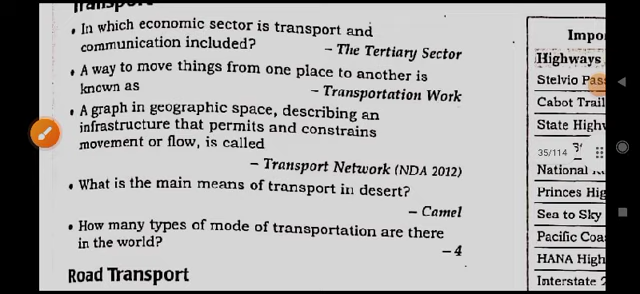 Transport
• In which economic sector is transport and
communication included?
– The Tertiary Sector
• A way to move things from one place to another is
known as
– Transportation Work
• A graph in geographic space, describing an
infrastructure that permits and constrains
movement or flow, is called
– Transport Network (NDA 2012)
• What is the main means of transport in desert?
– Camel
• How many types of mode of transportation are there
in the world?
– 4
Road Transport
Impo
Highways
Stelvio Pas
Cabot Trail
State High
35/114
National
Princes Hig
Sea to Sky
Pacific Coa
HANA High
Interstate